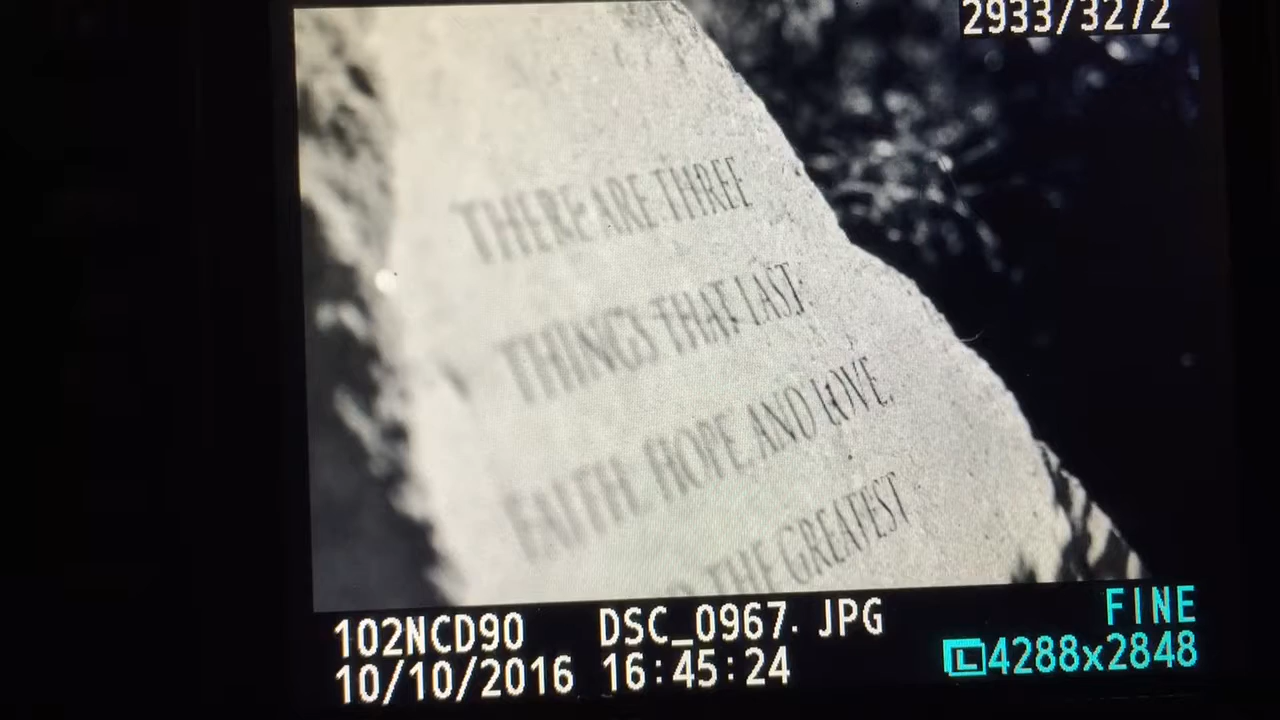 2933/3272
THERE ARE THREE
THINGS THAT LAST
FAITH HOPE AND LOVE
THE GREATEST
102NCD90 DSC_0967.JPG FINE
10/10/2016 16:45:24 L 4288x2848